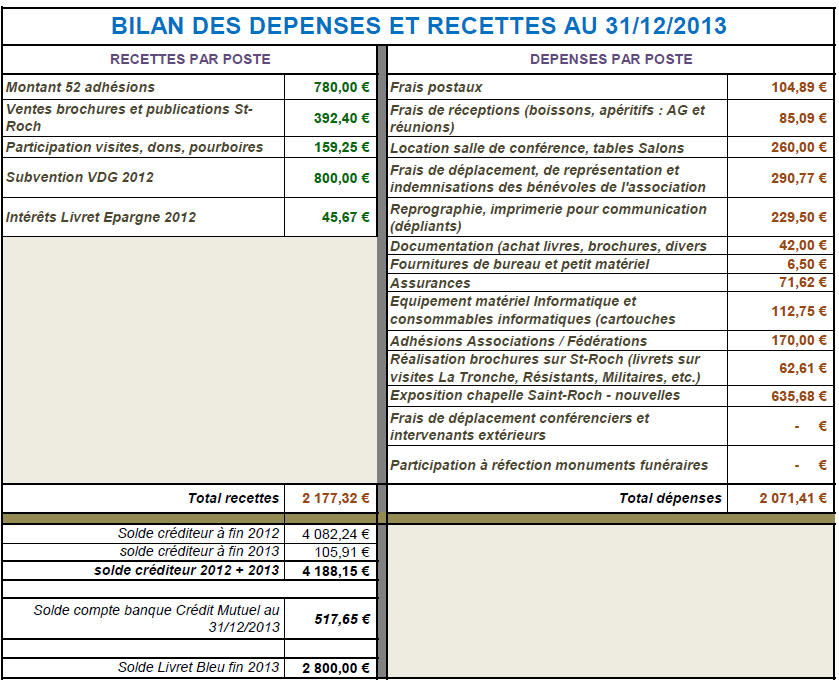 BILAN DES DEPENSES ET RECETTES AU 31/12/2013
RECETTES PAR POSTE
Montant 52 adhésions 780,00 €
Ventes brochures et publications St-
Roch 392,40 €
Participation visites, dons, pourboires 159,25 €
Subvention VDG 2012 800,00 €
Intérêts Livret Epargne 2012 45,67 €
Total recettes 2 177,32 €
Solde créditeur à fin 2012 4 082,24 €
solde créditeur à fin 2013 105,91 €
solde créditeur 2012 + 2013 4 188,15 €
Solde compte banque Crédit Mutuel au
31/12/2013 517,65 €
Solde Livret Bleu fin 2013 2 800,00 €
DEPENSES PAR POSTE
Frais postaux 104,89 €
Frais de réceptions (boissons, apéritifs : AG et
réunions) 85,09 €
Location salle de conférence, tables Salons 260,00 €
Frais de déplacement, de représentation et
indemnisations des bénévoles de l'association 290,77 €
Reprographie, imprimerie pour communication
(dépliants) 229,50 €
Documentation (achat livres, brochures, divers 42,00 €
Fournitures de bureau et petit matériel 6,50 €
Assurances 71,62 €
Equipement matériel Informatique et
consommables informatiques (cartouches 112,75 €
Adhésions Associations / Fédérations 170,00 €
Réalisation brochures sur St-Roch (livrets sur
visites La Tronche, Résistants, Militaires, etc.) 62,61 €
Exposition chapelle Saint-Roch - nouvelles 635,68 €
Frais de déplacement conférenciers et
intervenants extérieurs - €
Participation à réfection monuments funéraires - €
Total dépenses 2 071,41 €